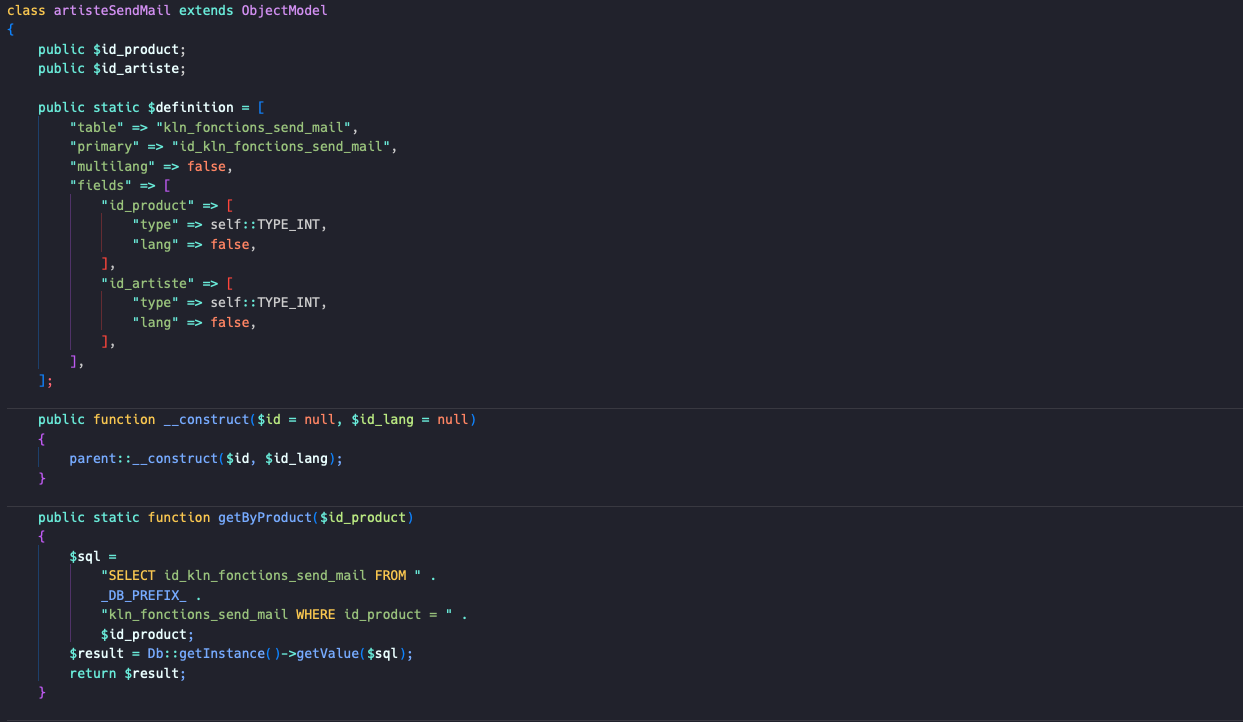 class artisteSendMail extends ObjectModel
{
    public $id_product;
    public $id_artiste;

    public static $definition = [
        "table" => "kln_fonctions_send_mail",
        "primary" => "id_kln_fonctions_send_mail",
        "multilang" => false,
        "fields" => [
            "id_product" => [
                "type" => self::TYPE_INT,
                "lang" => false,
            ],
            "id_artiste" => [
                "type" => self::TYPE_INT,
                "lang" => false,
            ],
        ],
    ];

    public function __construct($id = null, $id_lang = null)
    {
        parent::__construct($id, $id_lang);
    }

    public static function getByProduct($id_product)
    {
        $sql =
            "SELECT id_kln_fonctions_send_mail FROM " .
            _DB_PREFIX_ .
            "kln_fonctions_send_mail WHERE id_product = " .
            $id_product;
        $result = Db::getInstance()->getValue($sql);
        return $result;
    }